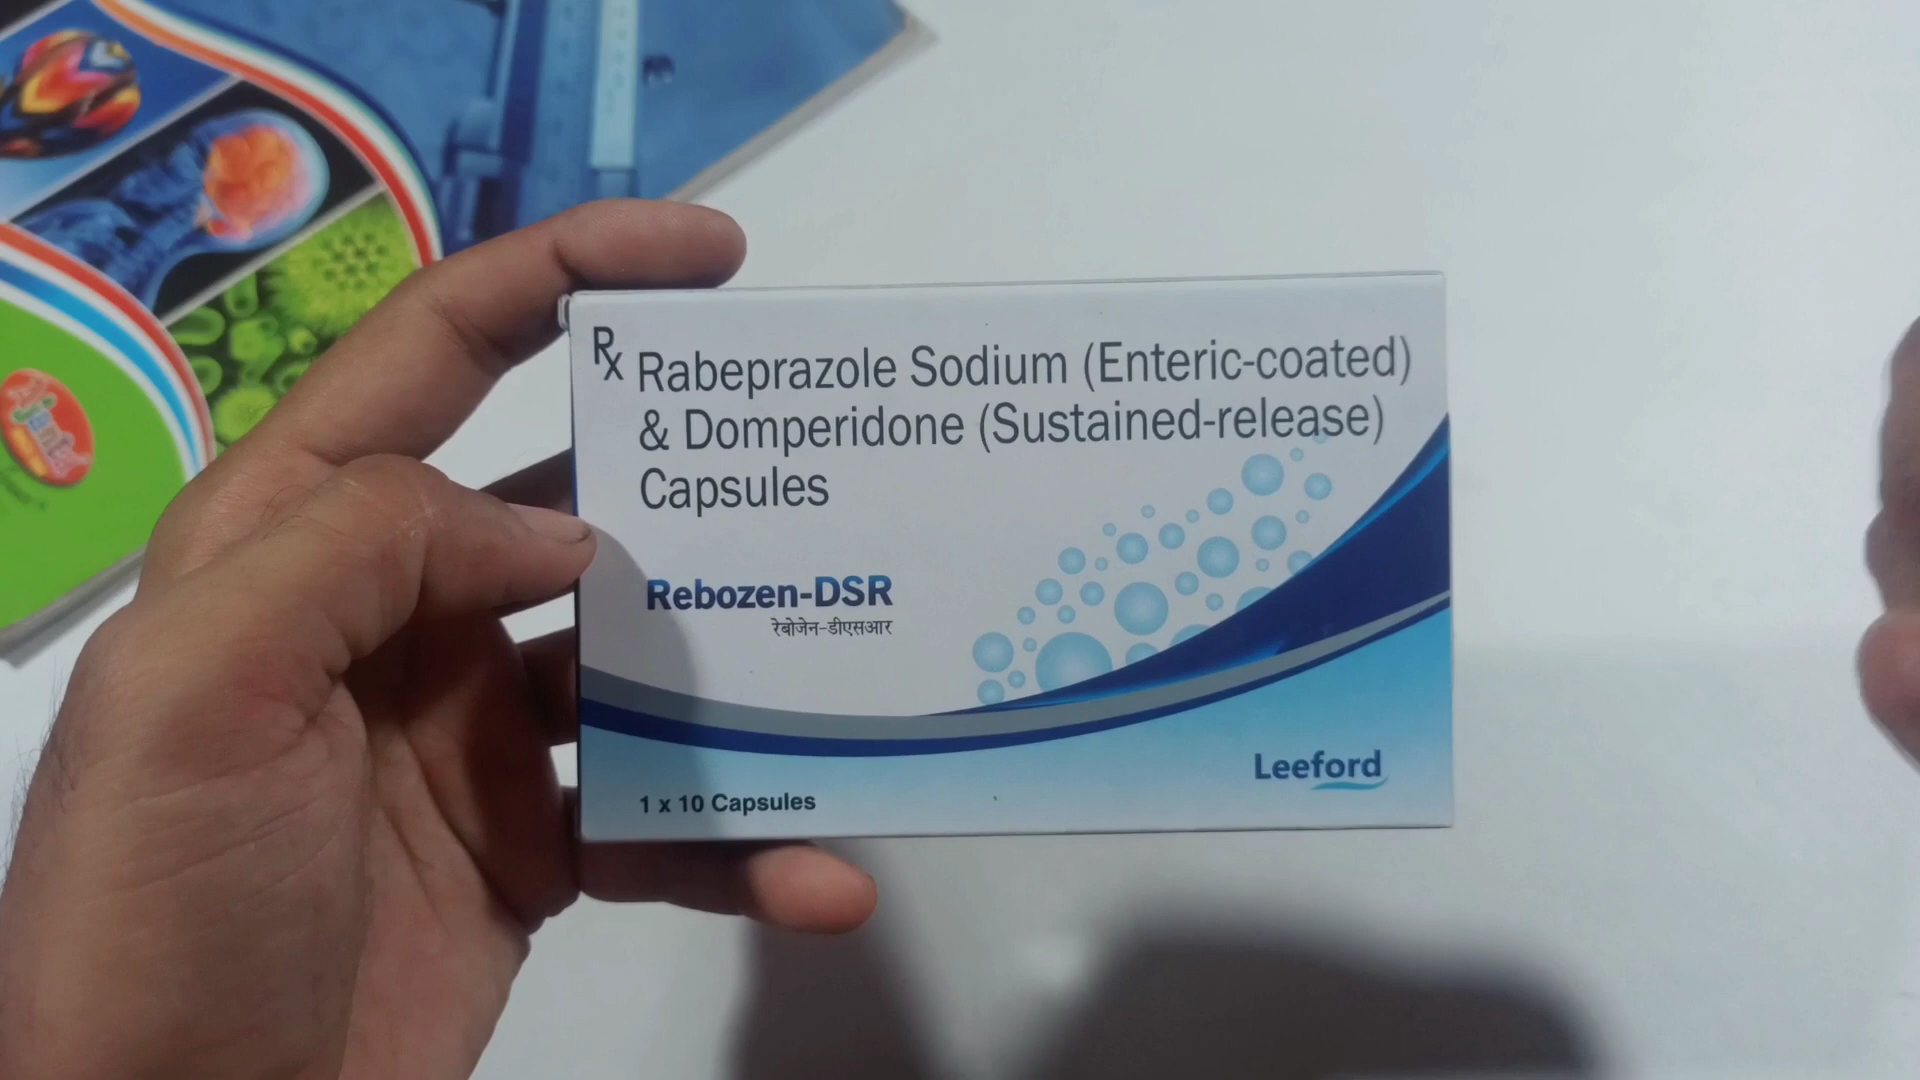 Rx Rabeprazole Sodium (Enteric-coated)
& Domperidone (Sustained-release)
Capsules
Rebozen-DSR
रेबोजेन-डीएसआर
Leeford
1 x 10 Capsules